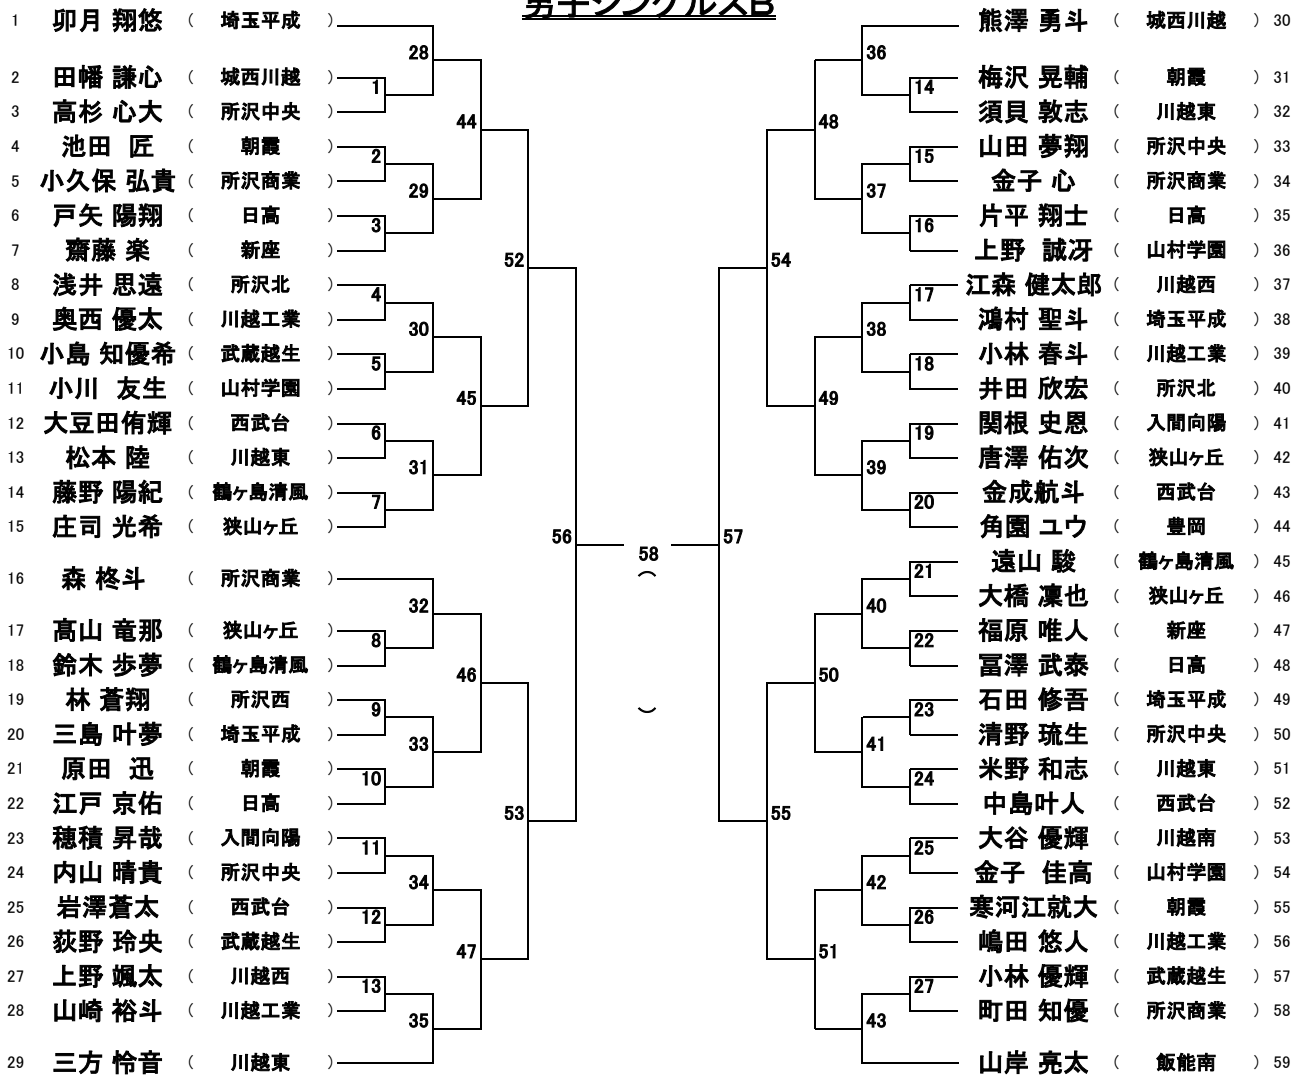 男子シングルスB
1 卯月 翔悠 ( 埼玉平成 )
2 田幡 謙心 ( 城西川越 )
3 高杉 心大 ( 所沢中央 )
4 池田 匠 ( 朝霞 )
5 小久保 弘貴 ( 所沢商業 )
6 戸矢 陽翔 ( 日高 )
7 齋藤 楽 ( 新座 )
8 浅井 思遠 ( 所沢北 )
9 奥西 優太 ( 川越工業 )
10 小島 知優希 ( 武蔵越生 )
11 小川 友生 ( 山村学園 )
12 大豆田侑輝 ( 西武台 )
13 松本 陸 ( 川越東 )
14 藤野 陽紀 ( 鶴ヶ島清風 )
15 庄司 光希 ( 狭山ヶ丘 )
16 森 柊斗 ( 所沢商業 )
17 髙山 竜那 ( 狭山ヶ丘 )
18 鈴木 歩夢 ( 鶴ヶ島清風 )
19 林 蒼翔 ( 所沢西 )
20 三島 叶夢 ( 埼玉平成 )
21 原田 迅 ( 朝霞 )
22 江戸 京佑 ( 日高 )
23 穂積 昇哉 ( 入間向陽 )
24 内山 晴貴 ( 所沢中央 )
25 岩澤蒼太 ( 西武台 )
26 荻野 玲央 ( 武蔵越生 )
27 上野 颯太 ( 川越西 )
28 山崎 裕斗 ( 川越工業 )
29 三方 怜音 ( 川越東 )
1
2
3
4
5
6
7
8
9
10
11
12
13
28
29
30
31
32
33
34
35
44
45
46
47
52
53
56
58
( )
57
54
55
48
49
50
51
36
37
38
39
40
41
42
43
14
15
16
17
18
19
20
21
22
23
24
25
26
27
熊澤 勇斗 ( 城西川越 ) 30
梅沢 晃輔 ( 朝霞 ) 31
須貝 敦志 ( 川越東 ) 32
山田 夢翔 ( 所沢中央 ) 33
金子 心 ( 所沢商業 ) 34
片平 翔士 ( 日高 ) 35
上野 誠冴 ( 山村学園 ) 36
江森 健太郎 ( 川越西 ) 37
鴻村 聖斗 ( 埼玉平成 ) 38
小林 春斗 ( 川越工業 ) 39
井田 欣宏 ( 所沢北 ) 40
関根 史恩 ( 入間向陽 ) 41
唐澤 佑次 ( 狭山ヶ丘 ) 42
金成航斗 ( 西武台 ) 43
角園 ユウ ( 豊岡 ) 44
遠山 駿 ( 鶴ヶ島清風 ) 45
大橋 凜也 ( 狭山ヶ丘 ) 46
福原 唯人 ( 新座 ) 47
冨澤 武泰 ( 日高 ) 48
石田 修吾 ( 埼玉平成 ) 49
清野 琉生 ( 所沢中央 ) 50
米野 和志 ( 川越東 ) 51
中島叶人 ( 西武台 ) 52
大谷 優輝 ( 川越南 ) 53
金子 佳高 ( 山村学園 ) 54
寒河江就大 ( 朝霞 ) 55
嶋田 悠人 ( 川越工業 ) 56
小林 優輝 ( 武蔵越生 ) 57
町田 知優 ( 所沢商業 ) 58
山岸 亮太 ( 飯能南 ) 59